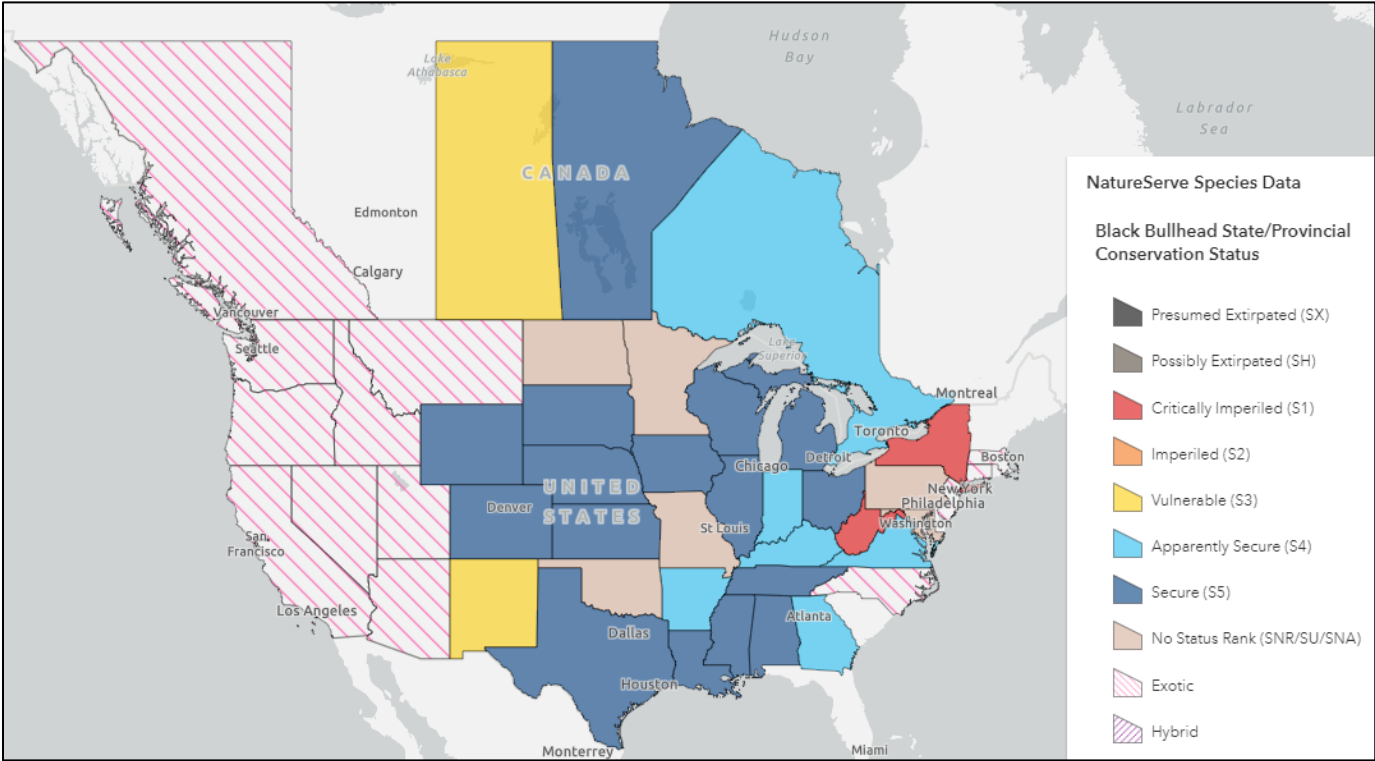 Hudson
Bay
Lake
Athabasca
Labrador
Sea
CANADA
Edmonton
Calgary
Vancouver
Seattle
Lake
Superio
Montreal
Toronto
Boston
Chicago
Detroit
New York
Philadelphia
UNITED
STATES
Denver
St Louis
Washington
San
Francisco
Los Angeles
Atlanta
Dallas
Houston
Monterrey
Miami
NatureServe Species Data
Black Bullhead State/Provincial
Conservation Status
Presumed Extirpated (SX)
Possibly Extirpated (SH)
Critically Imperiled (S1)
Imperiled (S2)
Vulnerable (S3)
Apparently Secure (S4)
Secure (S5)
No Status Rank (SNR/SU/SNA)
Exotic
Hybrid